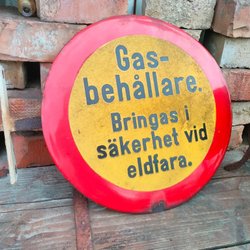 Gas-
behållare.
Bringas i
säkerhet vid
eldfara.